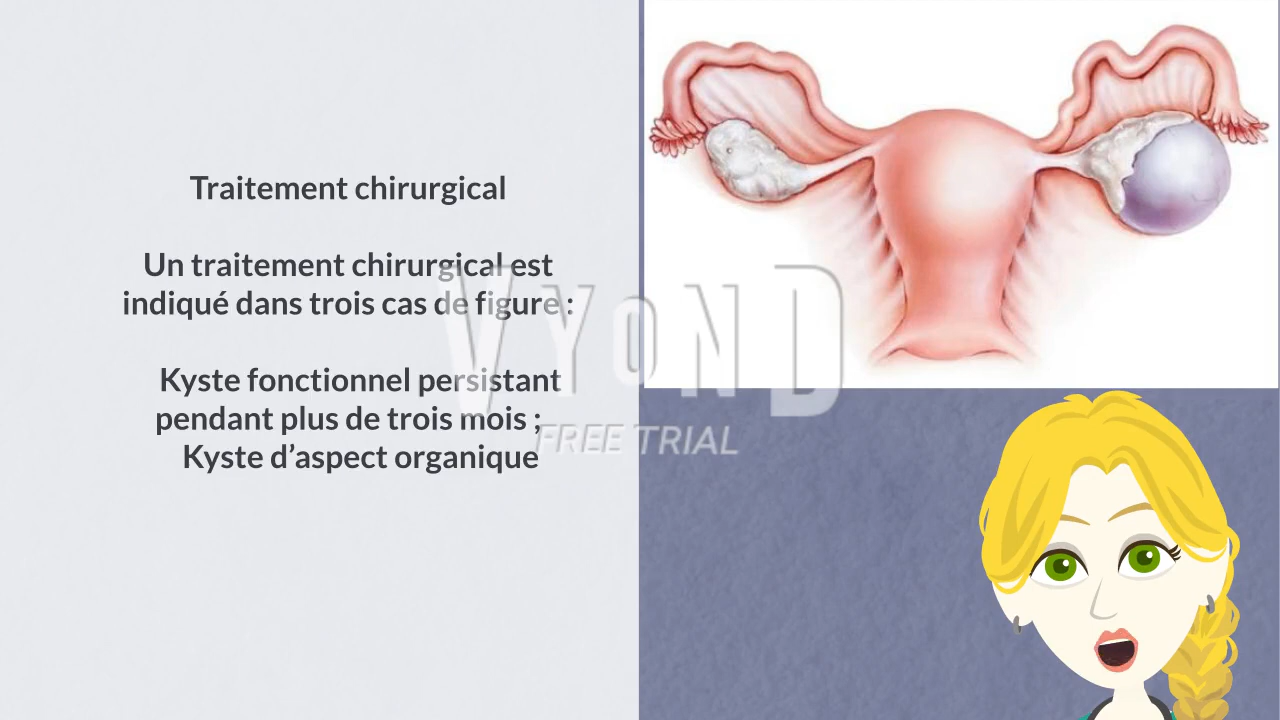 Traitement chirurgical
Un traitement chirurgical est
indiqué dans trois cas de figure :
Kyste fonctionnel persistant
pendant plus de trois mois ;
Kyste d’aspect organique
VYOND
FREE TRIAL